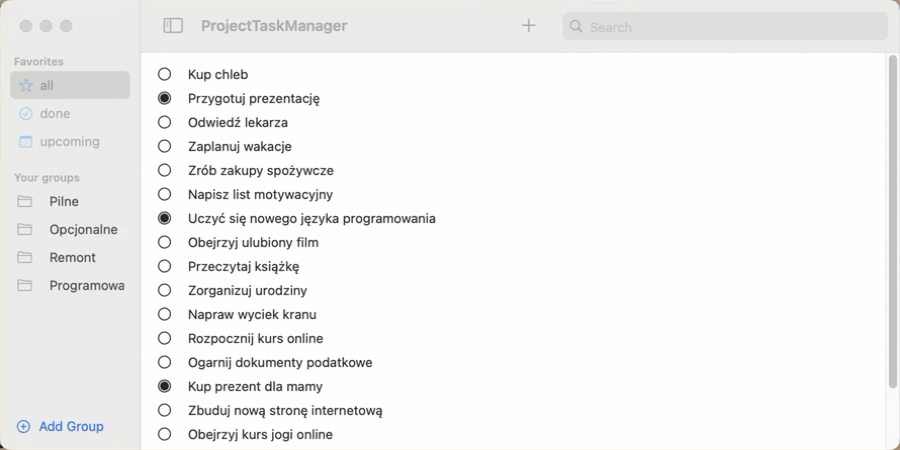 ProjectTaskManager
Search
Favorites
all
done
upcoming
Your groups
Pilne
Opcjonalne
Remont
Programowa
Add Group
Kup chleb
Przygotuj prezentację
Odwiedź lekarza
Zaplanuj wakacje
Zrób zakupy spożywcze
Napisz list motywacyjny
Uczyć się nowego języka programowania
Obejrzyj ulubiony film
Przeczytaj książkę
Zorganizuj urodziny
Napraw wyciek kranu
Rozpocznij kurs online
Ogarnij dokumenty podatkowe
Kup prezent dla mamy
Zbuduj nową stronę internetową
Obejrzyj kurs jogi online